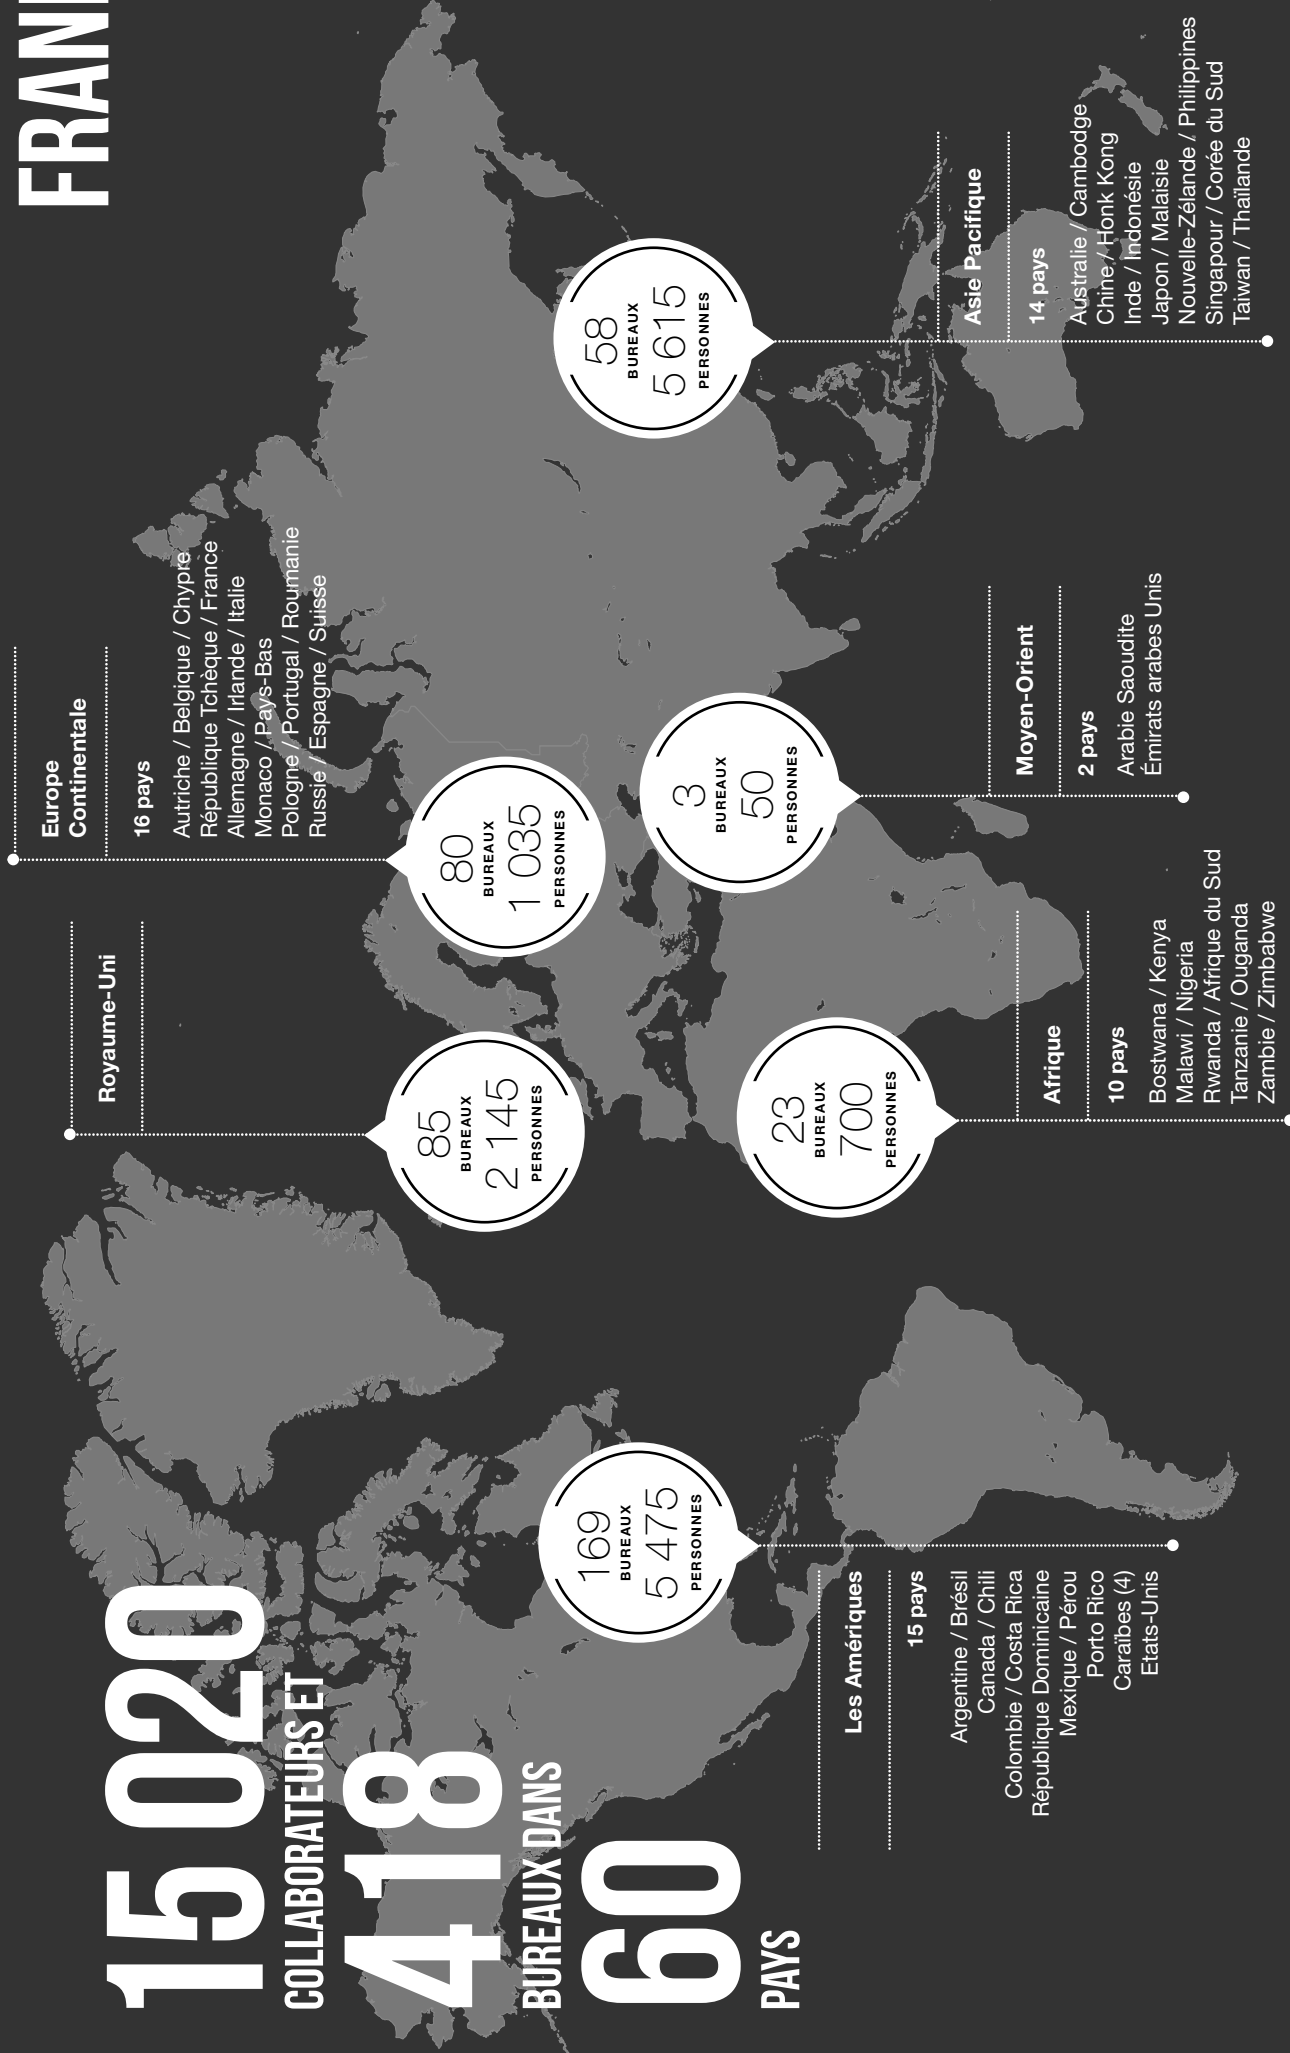 15 020
COLLABORATEURS ET
418
BUREAUX DANS
60
PAYS
Les Amériques
15 pays
Argentine / Brésil
Canada / Chili
Colombie / Costa Rica
République Dominicaine
Mexique / Pérou
Porto Rico
Caraïbes (4)
Etats-Unis
169
BUREAUX
5 475
PERSONNES
Royaume-Uni
85
BUREAUX
2 145
PERSONNES
23
BUREAUX
700
PERSONNES
Afrique
10 pays
Bostwana / Kenya
Malawi / Nigeria
Rwanda / Afrique du Sud
Tanzanie / Ouganda
Zambie / Zimbabwe
Europe
Continentale
16 pays
Autriche / Belgique / Chypre
République Tchèque / France
Allemagne / Irlande / Italie
Monaco / Pays-Bas
Pologne / Portugal / Roumanie
Russie / Espagne / Suisse
80
BUREAUX
1 035
PERSONNES
3
BUREAUX
50
PERSONNES
Moyen-Orient
2 pays
Arabie Saoudite
Émirats arabes Unis
58
BUREAUX
5 615
PERSONNES
Asie Pacifique
14 pays
Australie / Cambodge
Chine / Honk Kong
Inde / Indonésie
Japon / Malaisie
Nouvelle-Zélande / Philippines
Singapour / Corée du Sud
Taiwan / Thaïlande